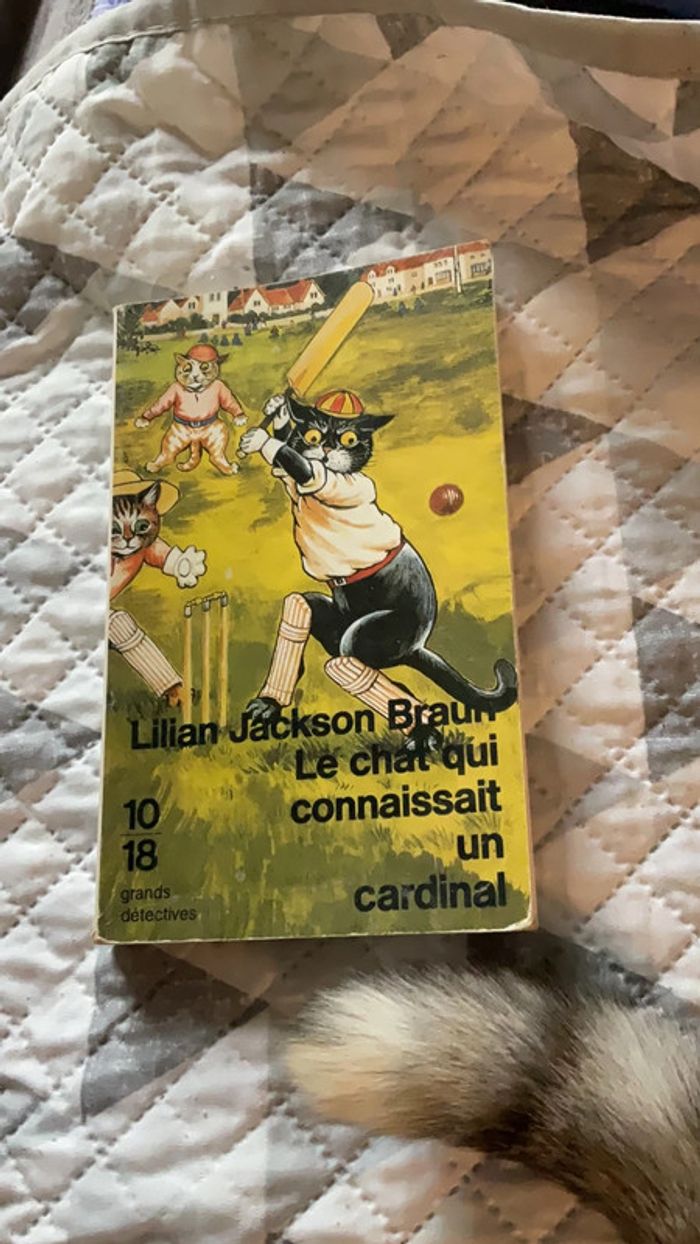 Lilian Jackson Braun
Le chat qui
connaissait
un
cardinal
10
18
grands
détectives